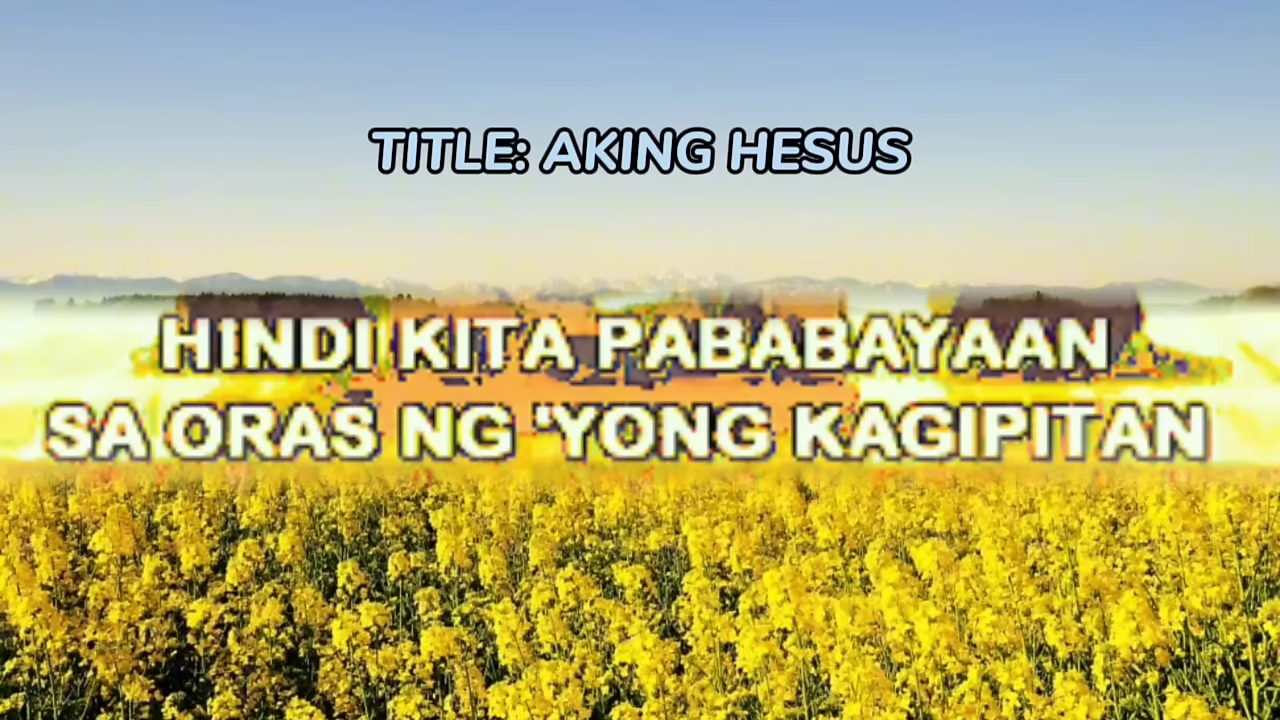 TITLE: AKING HESUS
HINDI KITA PABABAYAAN
SA ORAS NG 'YONG KAGIPITAN